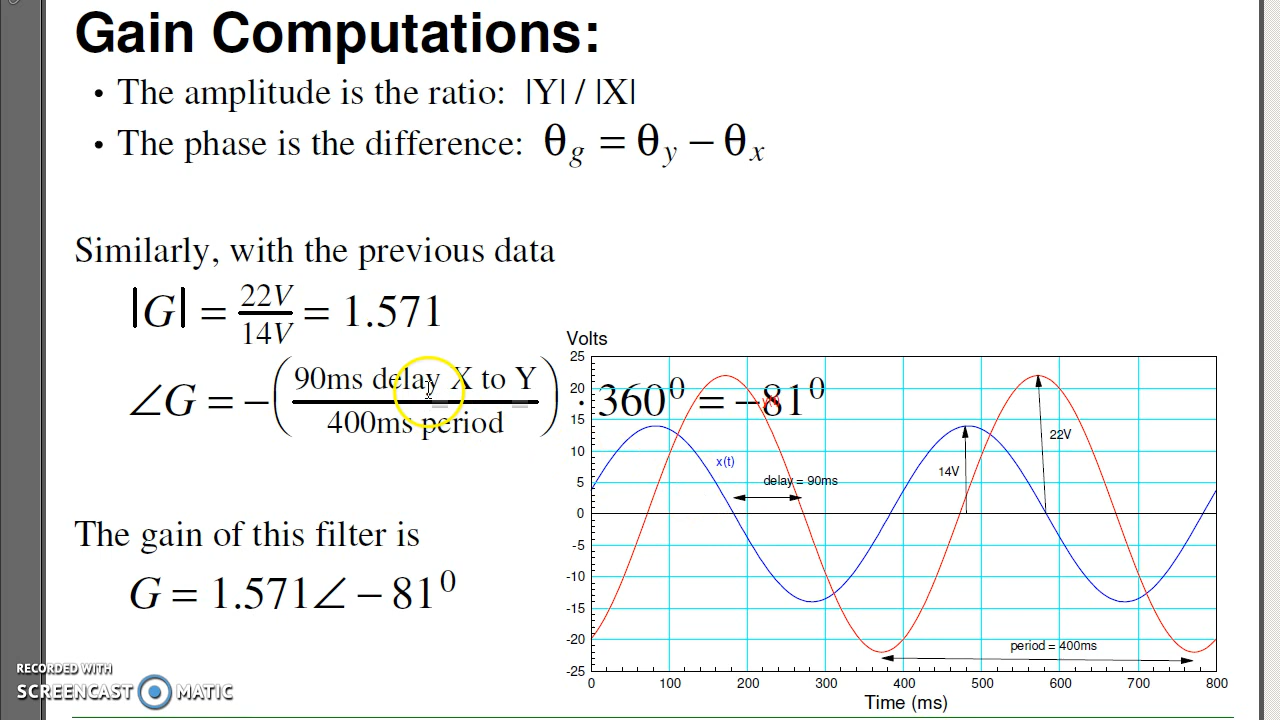 Gain Computations:
• The amplitude is the ratio: |Y| / |X|
• The phase is the difference: θg = θy − θx
Similarly, with the previous data
|G| = 22V/14V = 1.571
∠G = −(90ms delay X to Y / 400ms period) · 360⁰ = −81⁰
The gain of this filter is
G = 1.571∠ − 81⁰
Volts
25
20
15
10
5
0
-5
-10
-15
-20
-25
y(t)
x(t)
22V
14V
delay = 90ms
period = 400ms
0 100 200 300 400 500 600 700 800
Time (ms)
RECORDED WITH
SCREENCAST MATIC